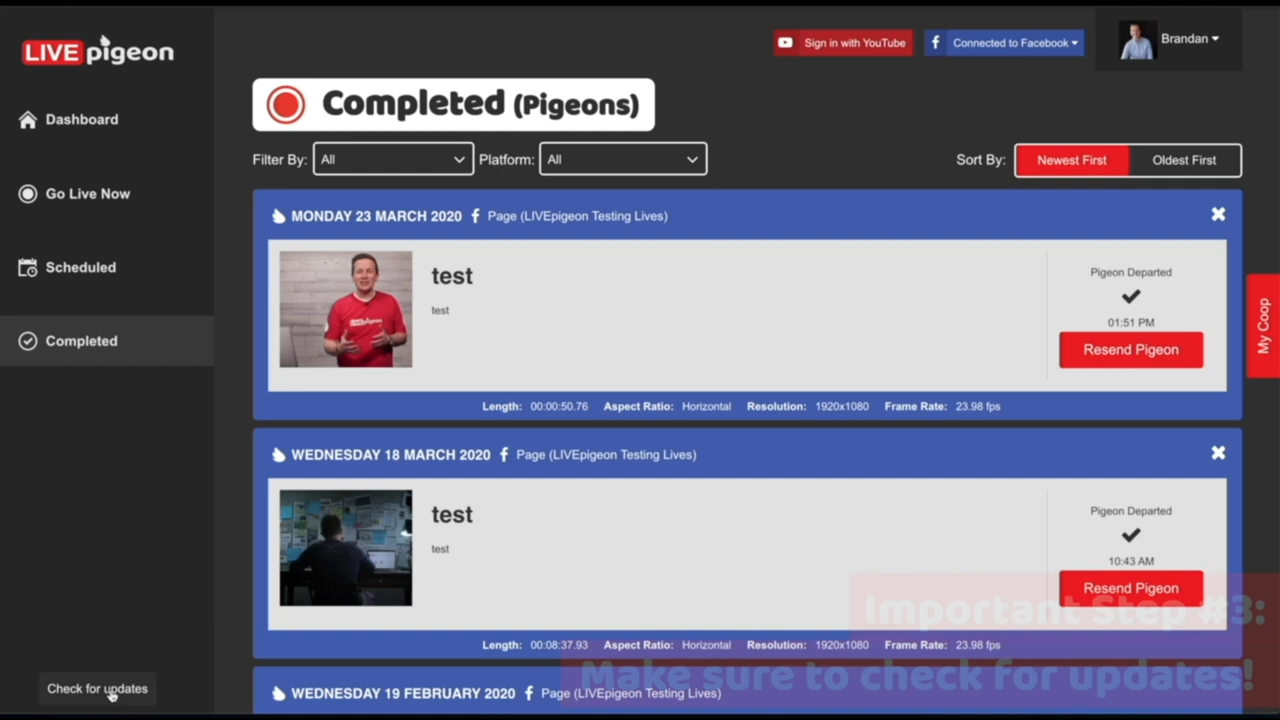 LIVE pigeon
Sign in with YouTube
Connected to Facebook
Brandan
Dashboard
Go Live Now
Scheduled
Completed
Check for updates
Completed (Pigeons)
Filter By: All Platform: All
Sort By: Newest First Oldest First
MONDAY 23 MARCH 2020 Page (LIVEpigeon Testing Lives)
test
test
Pigeon Departed
01:51 PM
Resend Pigeon
Length: 00:00:50.76 Aspect Ratio: Horizontal Resolution: 1920x1080 Frame Rate: 23.98 fps
My Coop
WEDNESDAY 18 MARCH 2020 Page (LIVEpigeon Testing Lives)
test
test
Pigeon Departed
10:43 AM
Resend Pigeon
Length: 00:08:37.93 Aspect Ratio: Horizontal Resolution: 1920x1080 Frame Rate: 23.98 fps
WEDNESDAY 19 FEBRUARY 2020 Page (LIVEpigeon Testing Lives)
Important Step #3:
Make sure to check for updates!